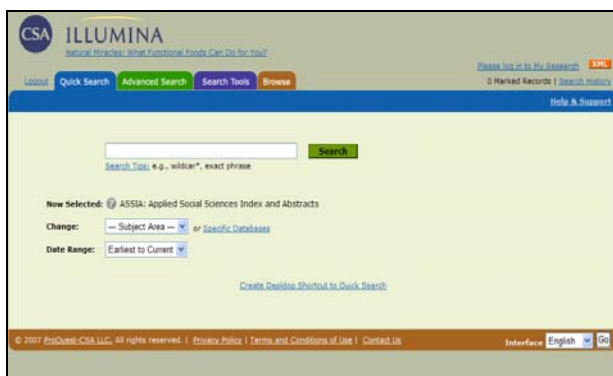 CSA ILLUMINA
Natural Miracles: What Functional Foods Can Do for You?
Please log in to My Research XML
Logout Quick Search Advanced Search Search Tools Browse 0 Marked Records | Search History
Help & Support
Search
Search Tips: e.g., wildcar*, exact phrase
Now Selected: ASSIA: Applied Social Sciences Index and Abstracts
Change: --- Subject Area --- or Specific Databases
Date Range: Earliest to Current
Create Desktop Shortcut to Quick Search
© 2007 ProQuest-CSA LLC. All rights reserved. | Privacy Policy | Terms and Conditions of Use | Contact Us Interface English Go